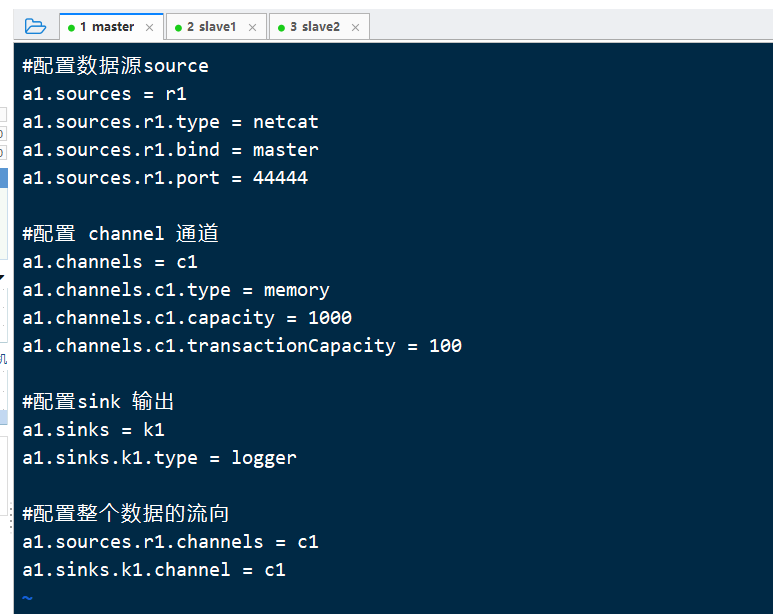 1 master × 2 slave1 × 3 slave2 ×
#配置数据源source
a1.sources = r1
a1.sources.r1.type = netcat
a1.sources.r1.bind = master
a1.sources.r1.port = 44444
#配置 channel 通道
a1.channels = c1
a1.channels.c1.type = memory
a1.channels.c1.capacity = 1000
a1.channels.c1.transactionCapacity = 100
#配置sink 输出
a1.sinks = k1
a1.sinks.k1.type = logger
#配置整个数据的流向
a1.sources.r1.channels = c1
a1.sinks.k1.channel = c1
~